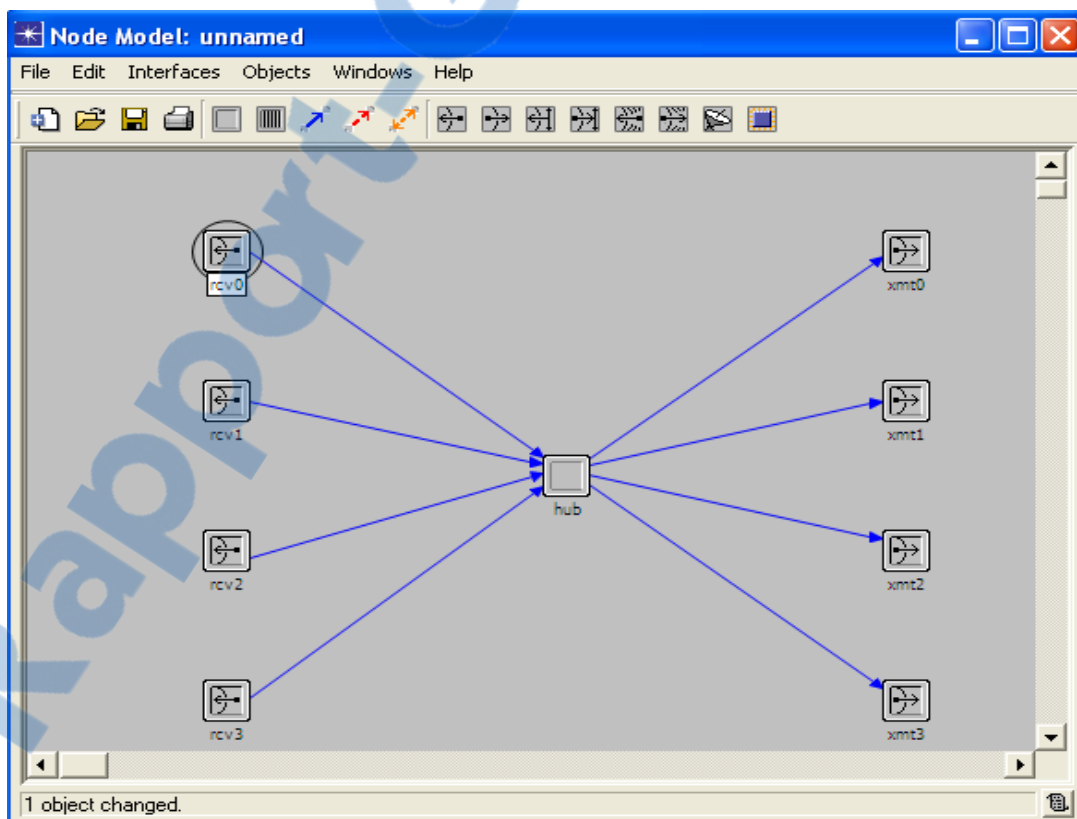 Node Model: unnamed
File Edit Interfaces Objects Windows Help
rcv0
xmt0
rcv1
xmt1
hub
rcv2
xmt2
rcv3
xmt3
1 object changed.